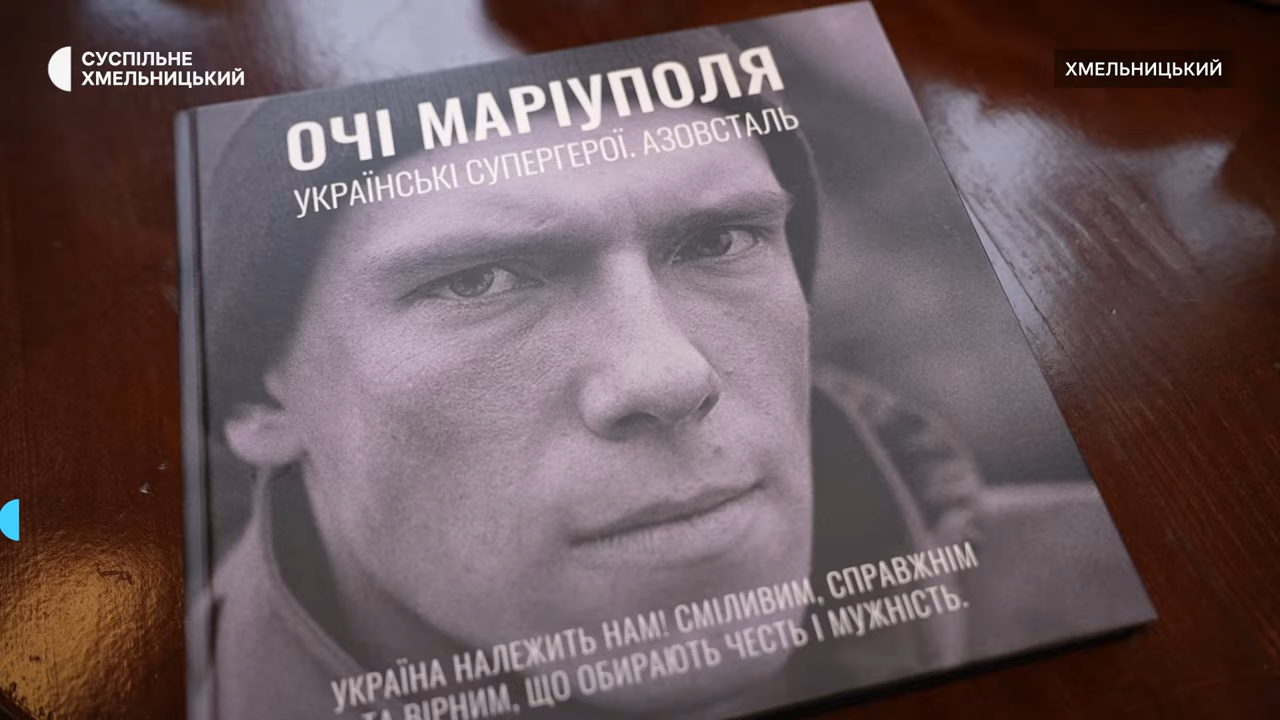 СУСПІЛЬНЕ
ХМЕЛЬНИЦЬКИЙ
ХМЕЛЬНИЦЬКИЙ
ОЧІ МАРІУПОЛЯ
УКРАЇНСЬКІ СУПЕРГЕРОЇ. АЗОВСТАЛЬ
УКРАЇНА НАЛЕЖИТЬ НАМ! СМІЛИВИМ, СПРАВЖНІМ
ТА ВІРНИМ, ЩО ОБИРАЮТЬ ЧЕСТЬ І МУЖНІСТЬ.